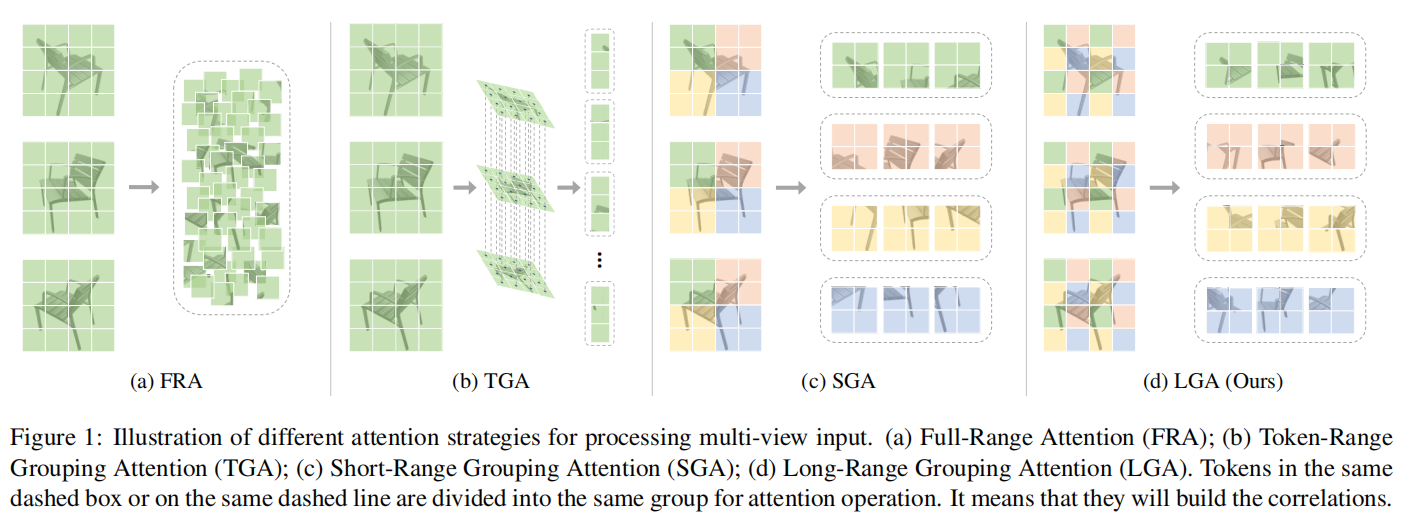 (a) FRA
(b) TGA
(c) SGA
(d) LGA (Ours)
Figure 1: Illustration of different attention strategies for processing multi-view input. (a) Full-Range Attention (FRA); (b) Token-Range
Grouping Attention (TGA); (c) Short-Range Grouping Attention (SGA); (d) Long-Range Grouping Attention (LGA). Tokens in the same
dashed box or on the same dashed line are divided into the same group for attention operation. It means that they will build the correlations.